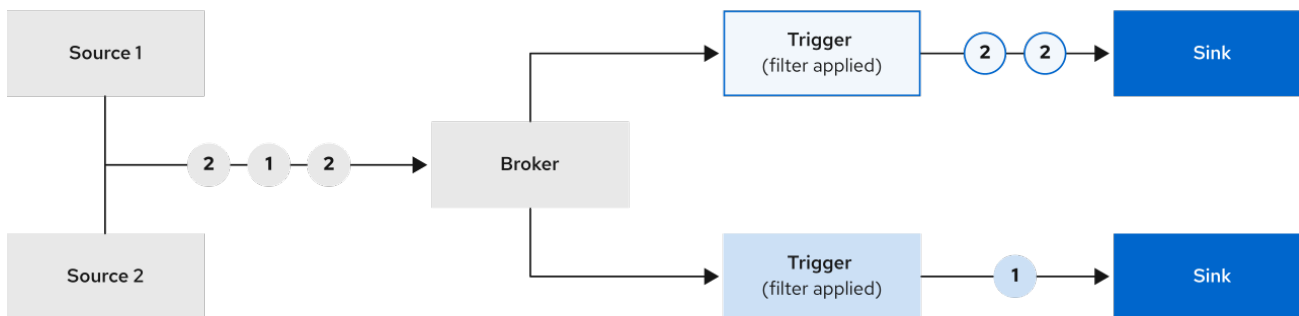 Source 1
Trigger
(filter applied)
2 2
Sink
2 1 2
Broker
Source 2
Trigger
(filter applied)
1
Sink